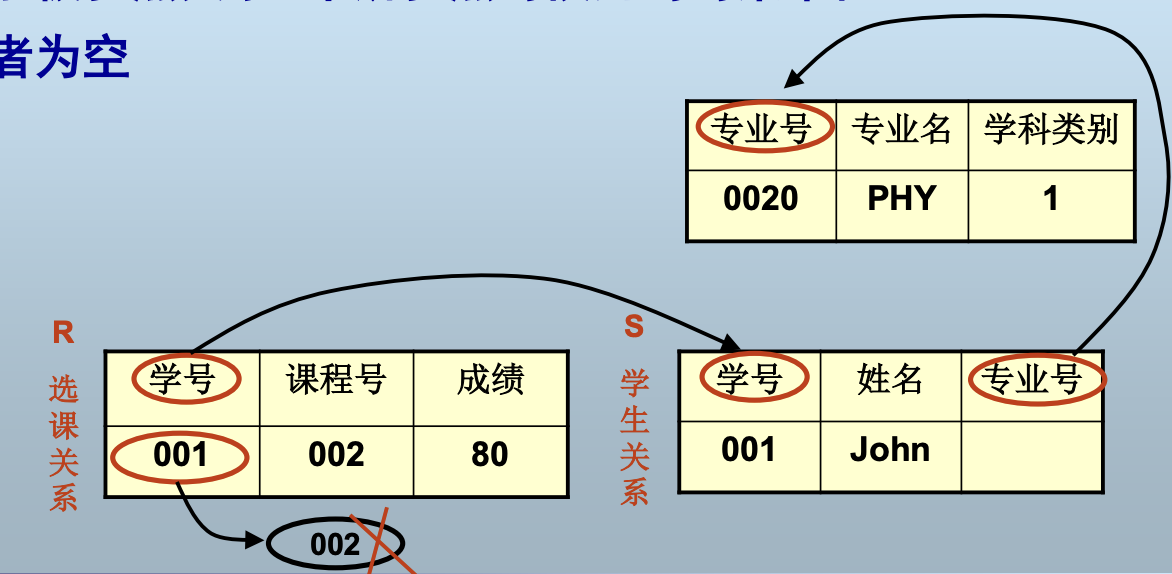 者为空
专业号 专业名 学科类别
0020 PHY 1
R
选课关系
学号 课程号 成绩
001 002 80
002
S
学生关系
学号 姓名 专业号
001 John